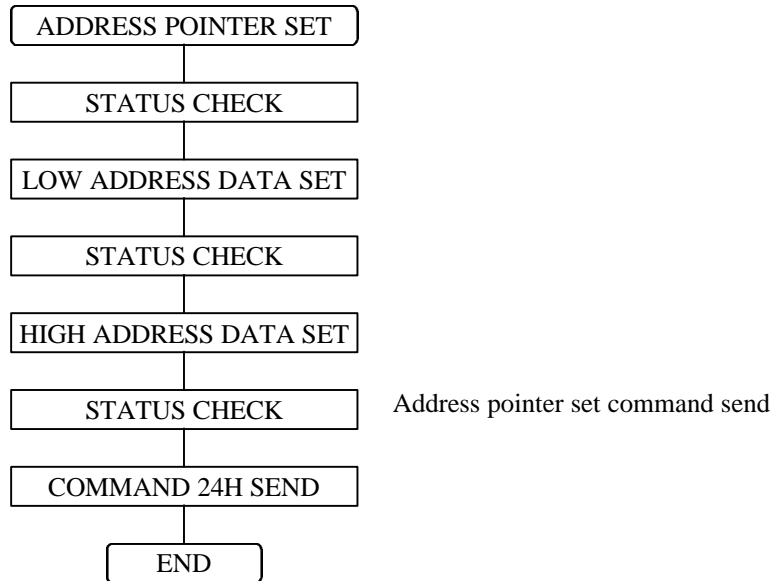 ADDRESS POINTER SET
STATUS CHECK
LOW ADDRESS DATA SET
STATUS CHECK
HIGH ADDRESS DATA SET
STATUS CHECK
Address pointer set command send
COMMAND 24H SEND
END